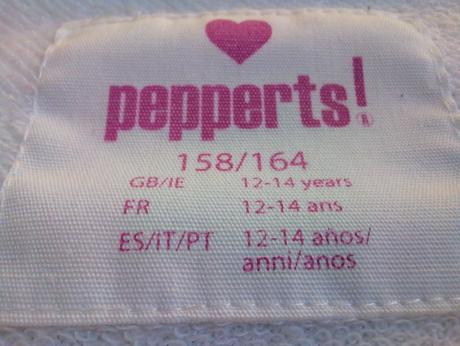 pepperts!®
158/164
GB/IE 12-14 years
FR 12-14 ans
ES/IT/PT 12-14 años/
anni/anos